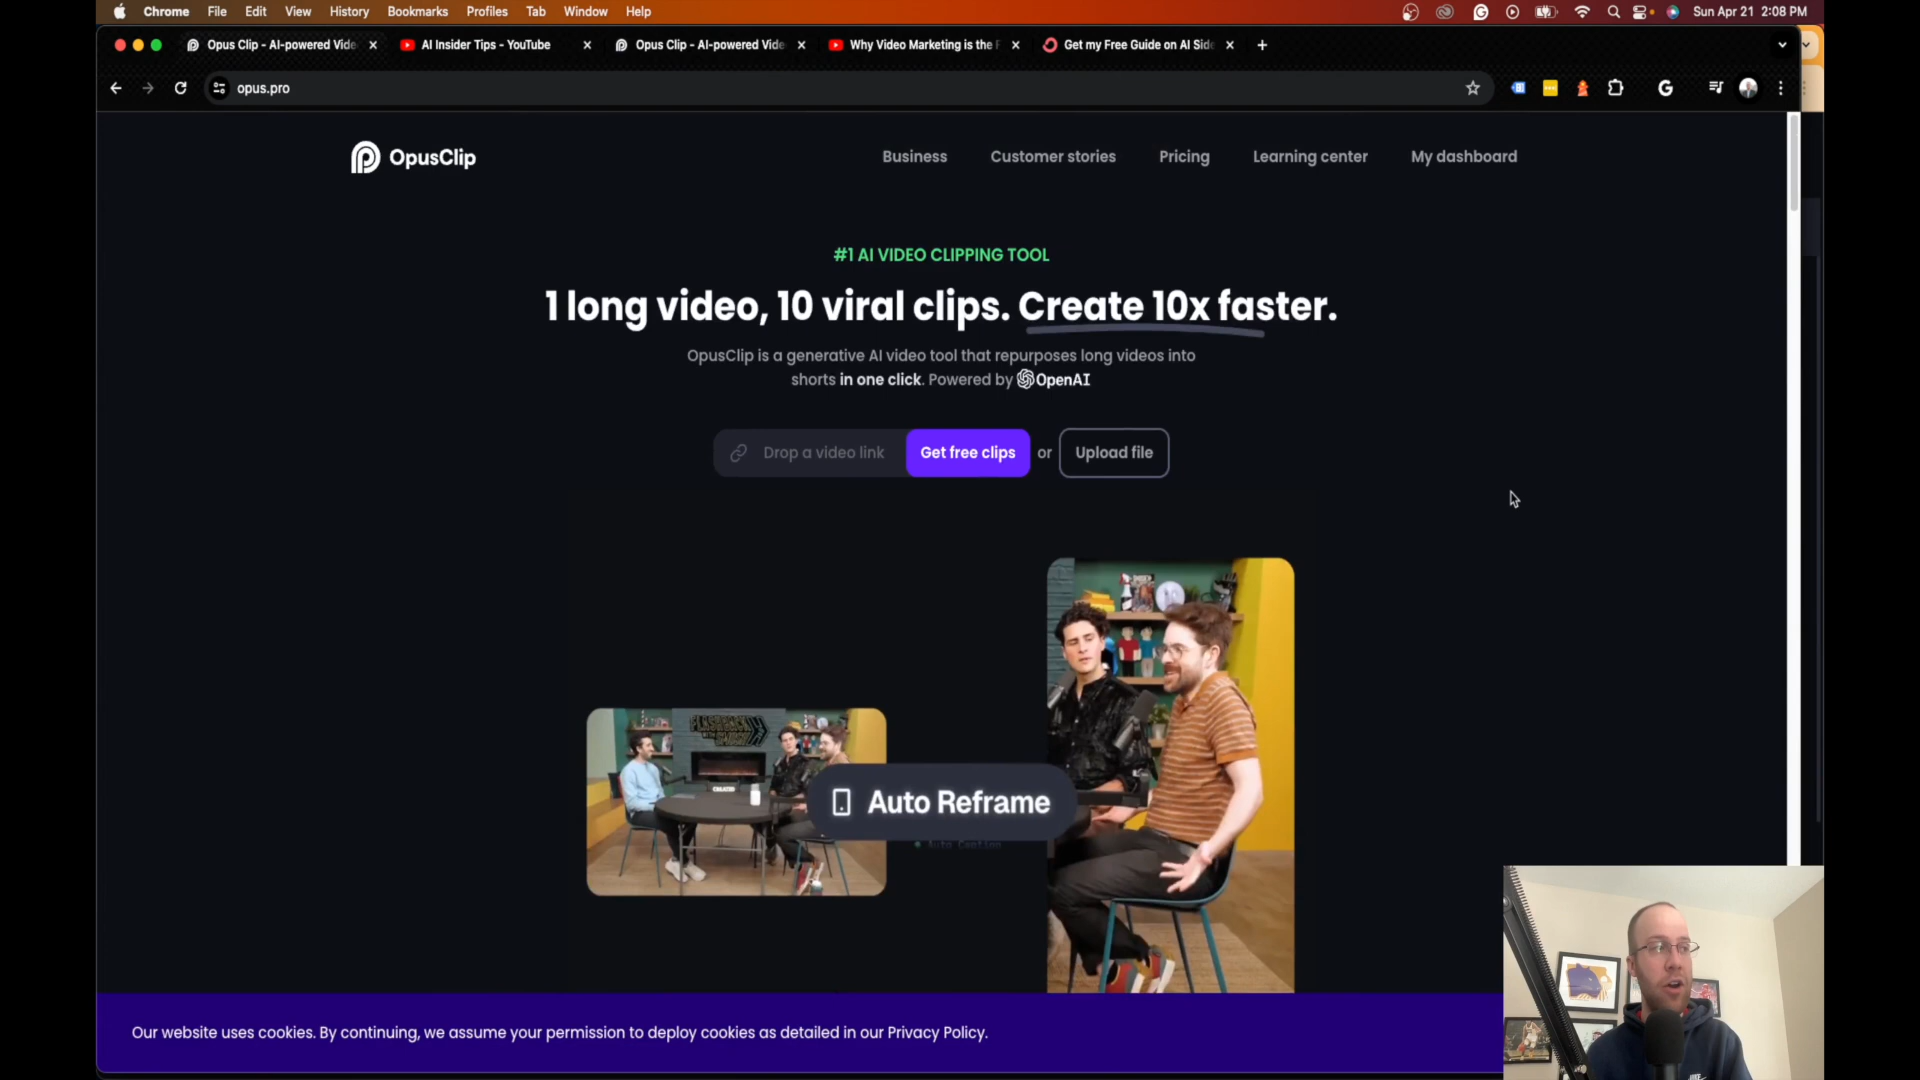 Chrome File Edit View History Bookmarks Profiles Tab Window Help
Sun Apr 21 2:08 PM
Opus Clip - AI-powered Vide
AI Insider Tips - YouTube
Opus Clip - AI-powered Vide
Why Video Marketing is the F
Get my Free Guide on AI Side
opus.pro
OpusClip
Business Customer stories Pricing Learning center My dashboard
#1 AI VIDEO CLIPPING TOOL
1 long video, 10 viral clips. Create 10x faster.
OpusClip is a generative AI video tool that repurposes long videos into
shorts in one click. Powered by OpenAI
Drop a video link Get free clips or Upload file
Auto Reframe
Auto Caption
Our website uses cookies. By continuing, we assume your permission to deploy cookies as detailed in our Privacy Policy.